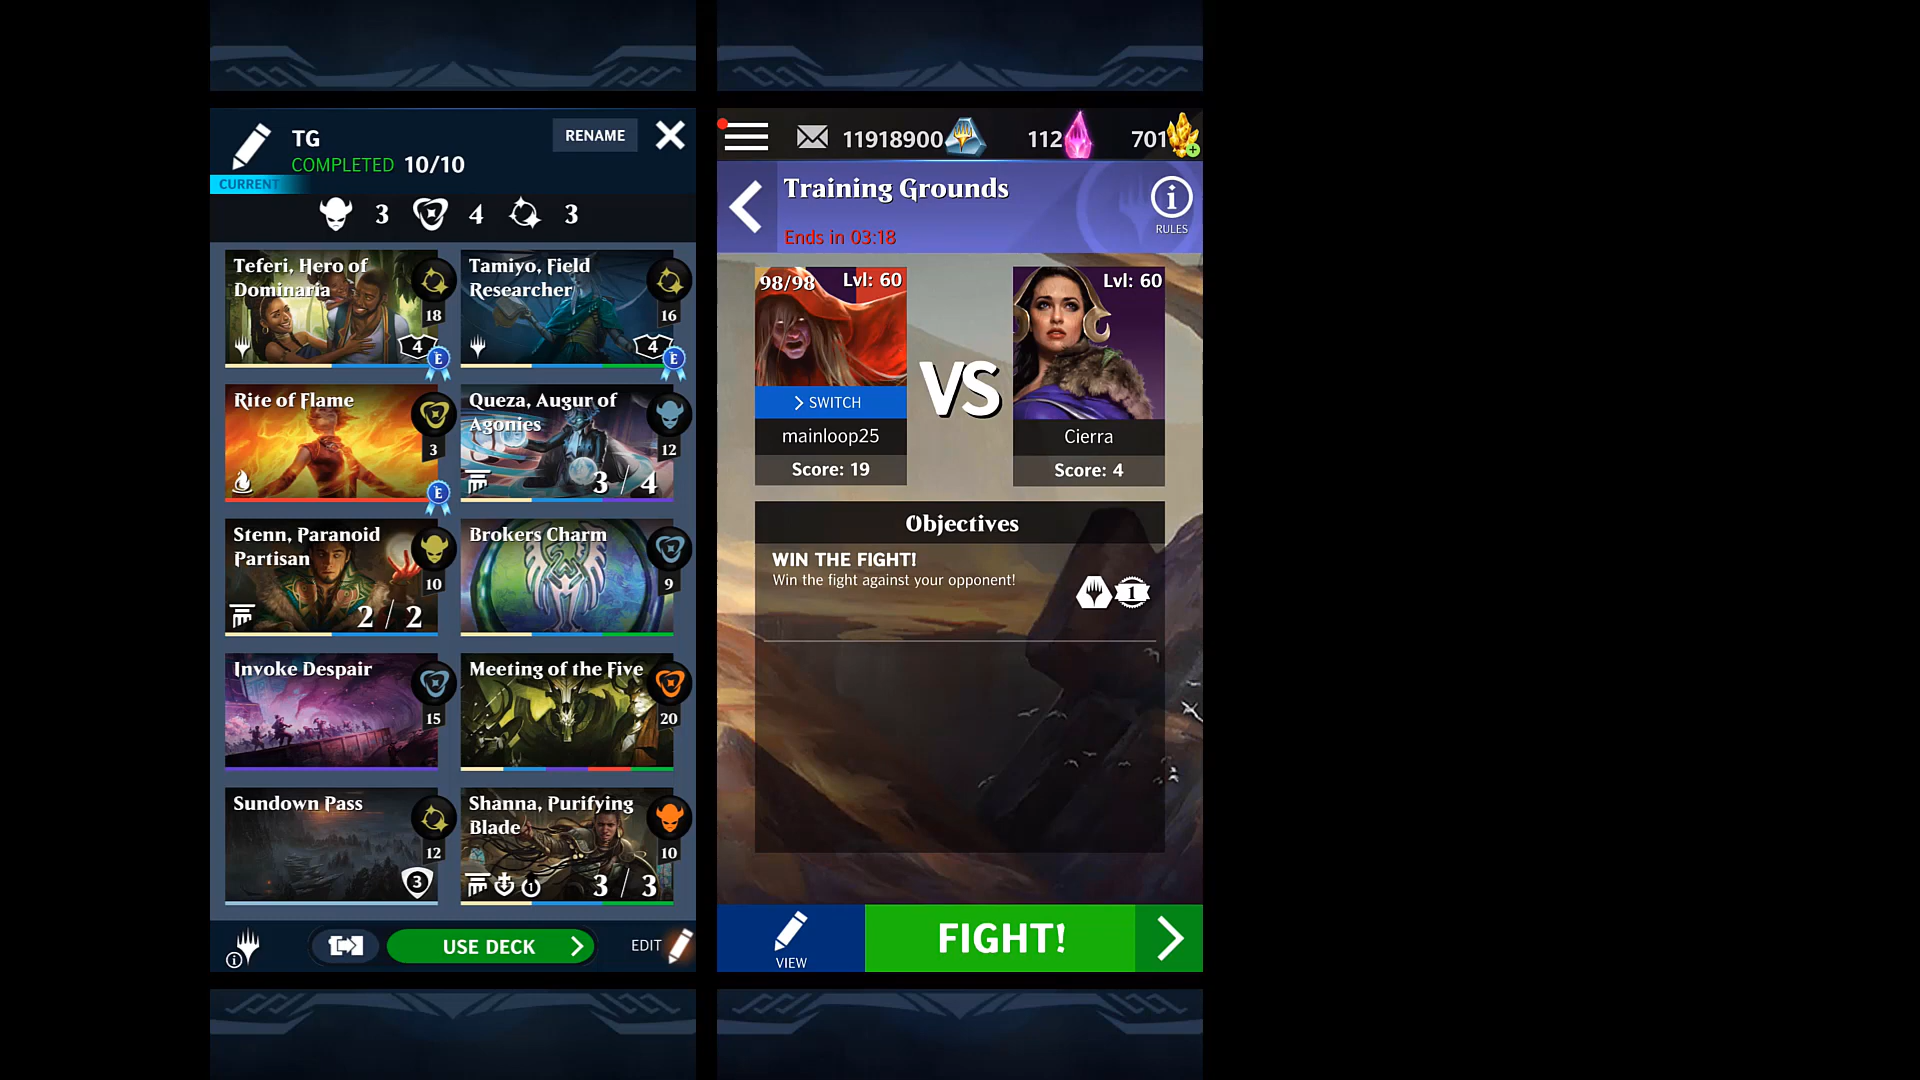 TG
RENAME
COMPLETED 10/10
CURRENT
3 4 3
Teferi, Hero of
Dominaria
18
4
E
Tamiyo, Field
Researcher
16
4
E
Rite of Flame
3
E
Queza, Augur of
Agonies
12
3 / 4
Stenn, Paranoid
Partisan
10
2 / 2
Brokers Charm
9
Invoke Despair
15
Meeting of the Five
20
Sundown Pass
12
3
Shanna, Purifying
Blade
10
1
3 / 3
i
USE DECK
EDIT
11918900 112 701
Training Grounds
Ends in 03:18
i
RULES
98/98 Lvl: 60
SWITCH
mainloop25
Score: 19
VS
Lvl: 60
Cierra
Score: 4
Objectives
WIN THE FIGHT!
Win the fight against your opponent!
1
VIEW
FIGHT!